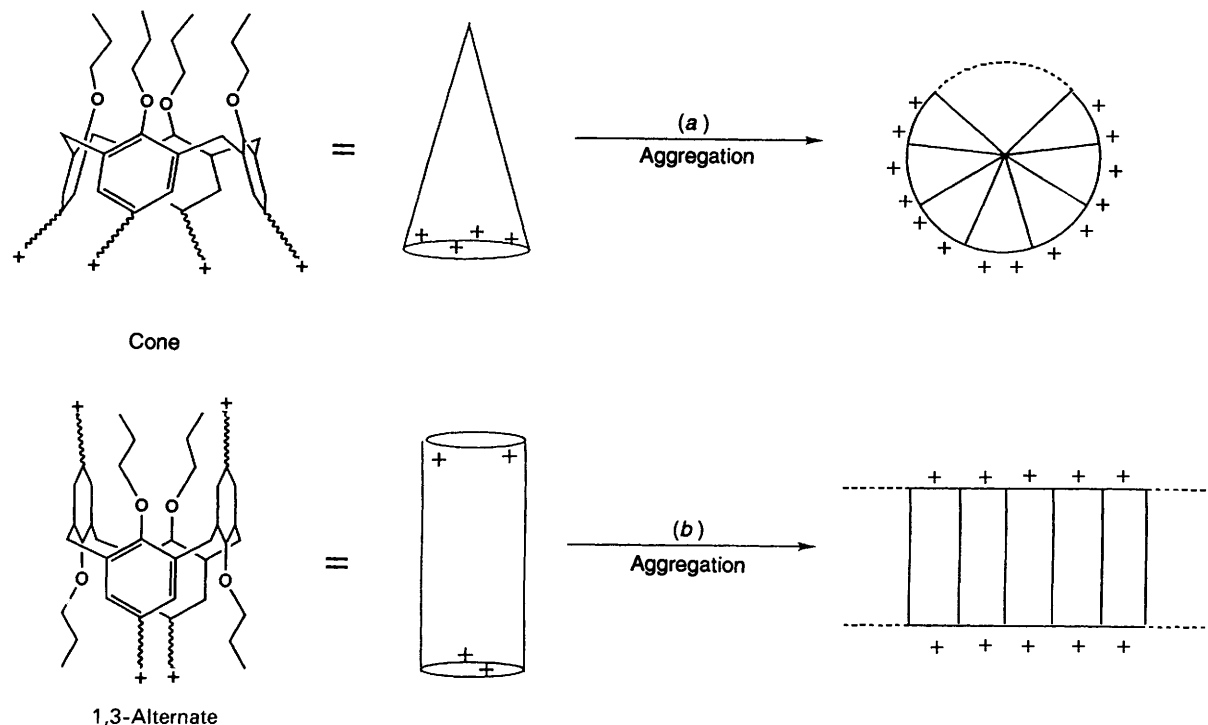 O O O O
= (a)
Aggregation
+ + + +
+ + + +
+ + + + + + + + + + + + +
Cone
+ +
O O
O O
+ +
= (b)
Aggregation
+ +
+ +
+ + + + +
+ + + + +
1,3-Alternate